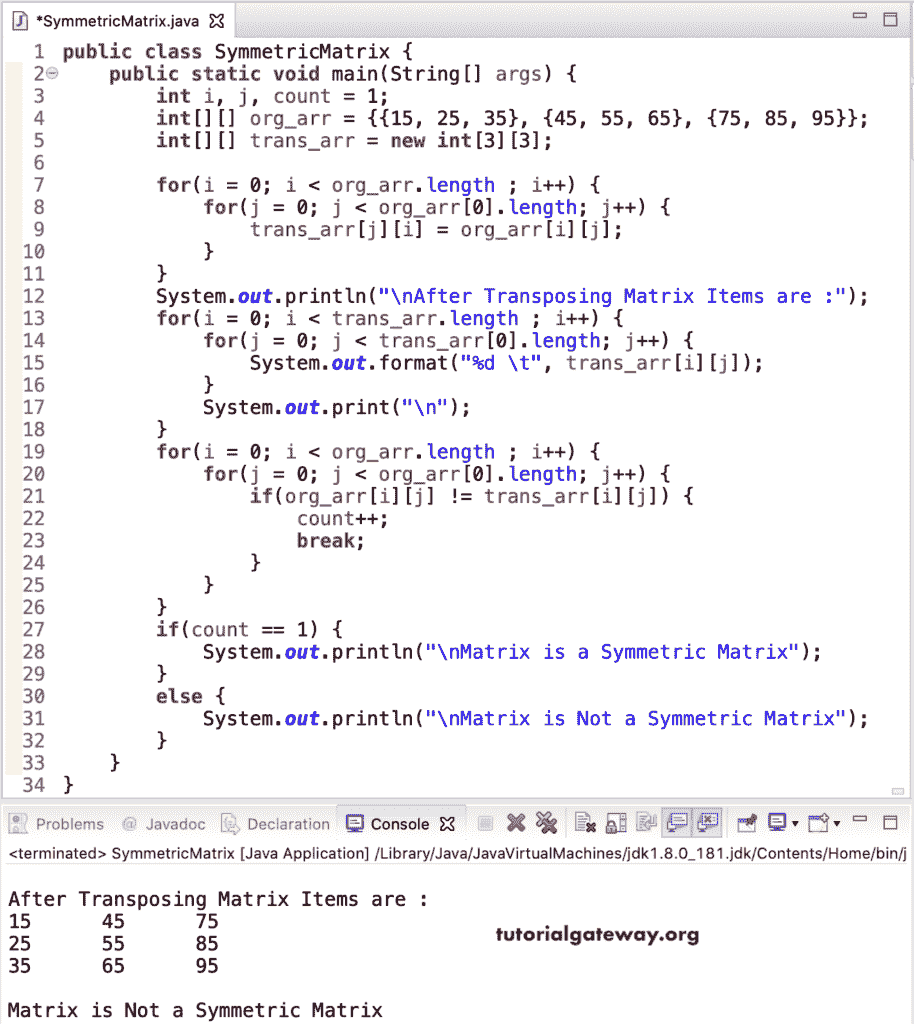 *SymmetricMatrix.java
1 public class SymmetricMatrix {
2 public static void main(String[] args) {
3 int i, j, count = 1;
4 int[][] org_arr = {{15, 25, 35}, {45, 55, 65}, {75, 85, 95}};
5 int[][] trans_arr = new int[3][3];
6
7 for(i = 0; i < org_arr.length ; i++) {
8 for(j = 0; j < org_arr[0].length; j++) {
9 trans_arr[j][i] = org_arr[i][j];
10 }
11 }
12 System.out.println("\nAfter Transposing Matrix Items are :");
13 for(i = 0; i < trans_arr.length ; i++) {
14 for(j = 0; j < trans_arr[0].length; j++) {
15 System.out.format("%d \t", trans_arr[i][j]);
16 }
17 System.out.print("\n");
18 }
19 for(i = 0; i < org_arr.length ; i++) {
20 for(j = 0; j < org_arr[0].length; j++) {
21 if(org_arr[i][j] != trans_arr[i][j]) {
22 count++;
23 break;
24 }
25 }
26 }
27 if(count == 1) {
28 System.out.println("\nMatrix is a Symmetric Matrix");
29 }
30 else {
31 System.out.println("\nMatrix is Not a Symmetric Matrix");
32 }
33 }
34 }
Problems @ Javadoc Declaration Console
<terminated> SymmetricMatrix [Java Application] /Library/Java/JavaVirtualMachines/jdk1.8.0_181.jdk/Contents/Home/bin/j
After Transposing Matrix Items are :
15 45 75
25 55 85
35 65 95
tutorialgateway.org
Matrix is Not a Symmetric Matrix